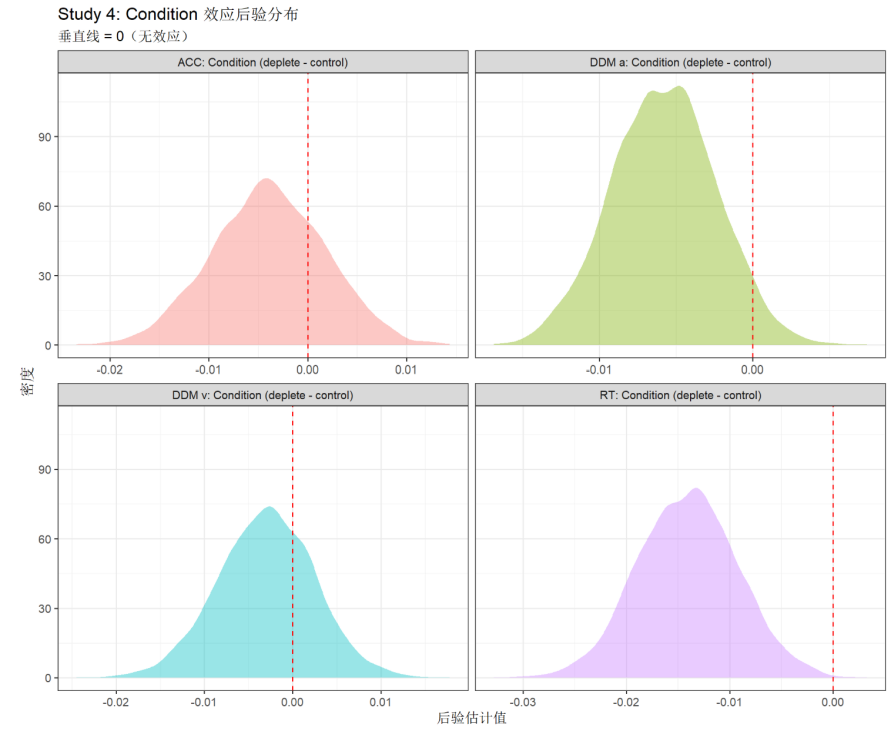 Study 4: Condition 效应后验分布
垂直线 = 0（无效应）
ACC: Condition (deplete - control)
DDM a: Condition (deplete - control)
90
60
30
0
-0.02 -0.01 0.00 0.01
-0.01 0.00
密度
DDM v: Condition (deplete - control)
RT: Condition (deplete - control)
90
60
30
0
-0.02 -0.01 0.00 0.01
-0.03 -0.02 -0.01 0.00
后验估计值